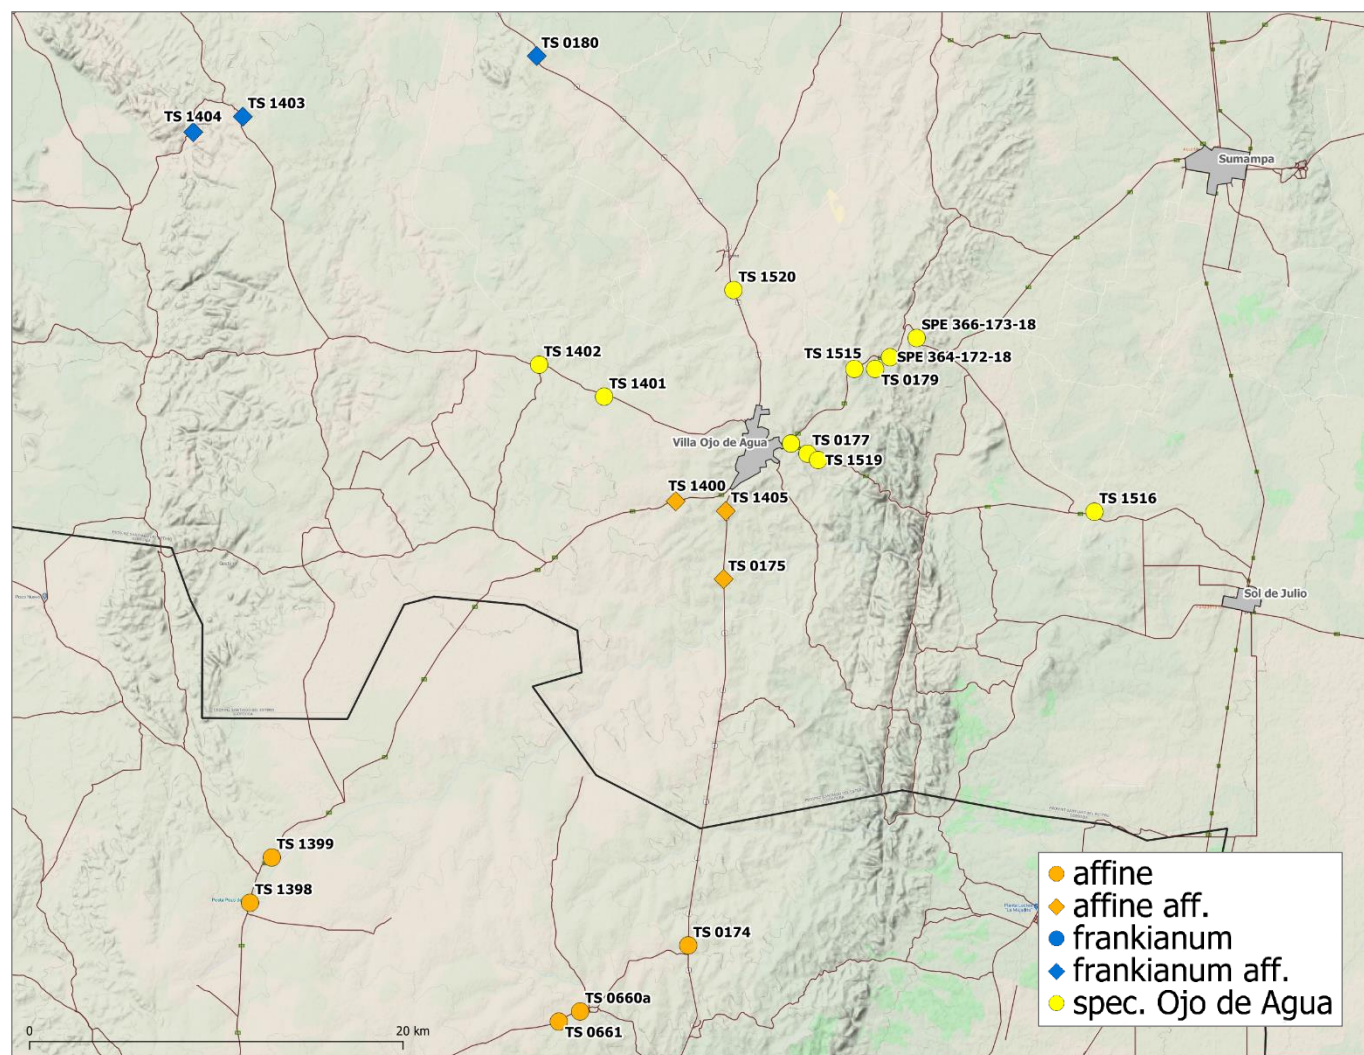 TS 0180
TS 1403
TS 1404
Sumampa
TS 1520
SPE 366-173-18
TS 1402
TS 1515
SPE 364-172-18
TS 0179
TS 1401
Villa Ojo de Agua
TS 0177
TS 1519
TS 1400
TS 1405
TS 1516
TS 0175
Sol de Julio
TS 1399
TS 1398
TS 0174
TS 0660a
TS 0661
0
20 km
affine
affine aff.
frankianum
frankianum aff.
spec. Ojo de Agua